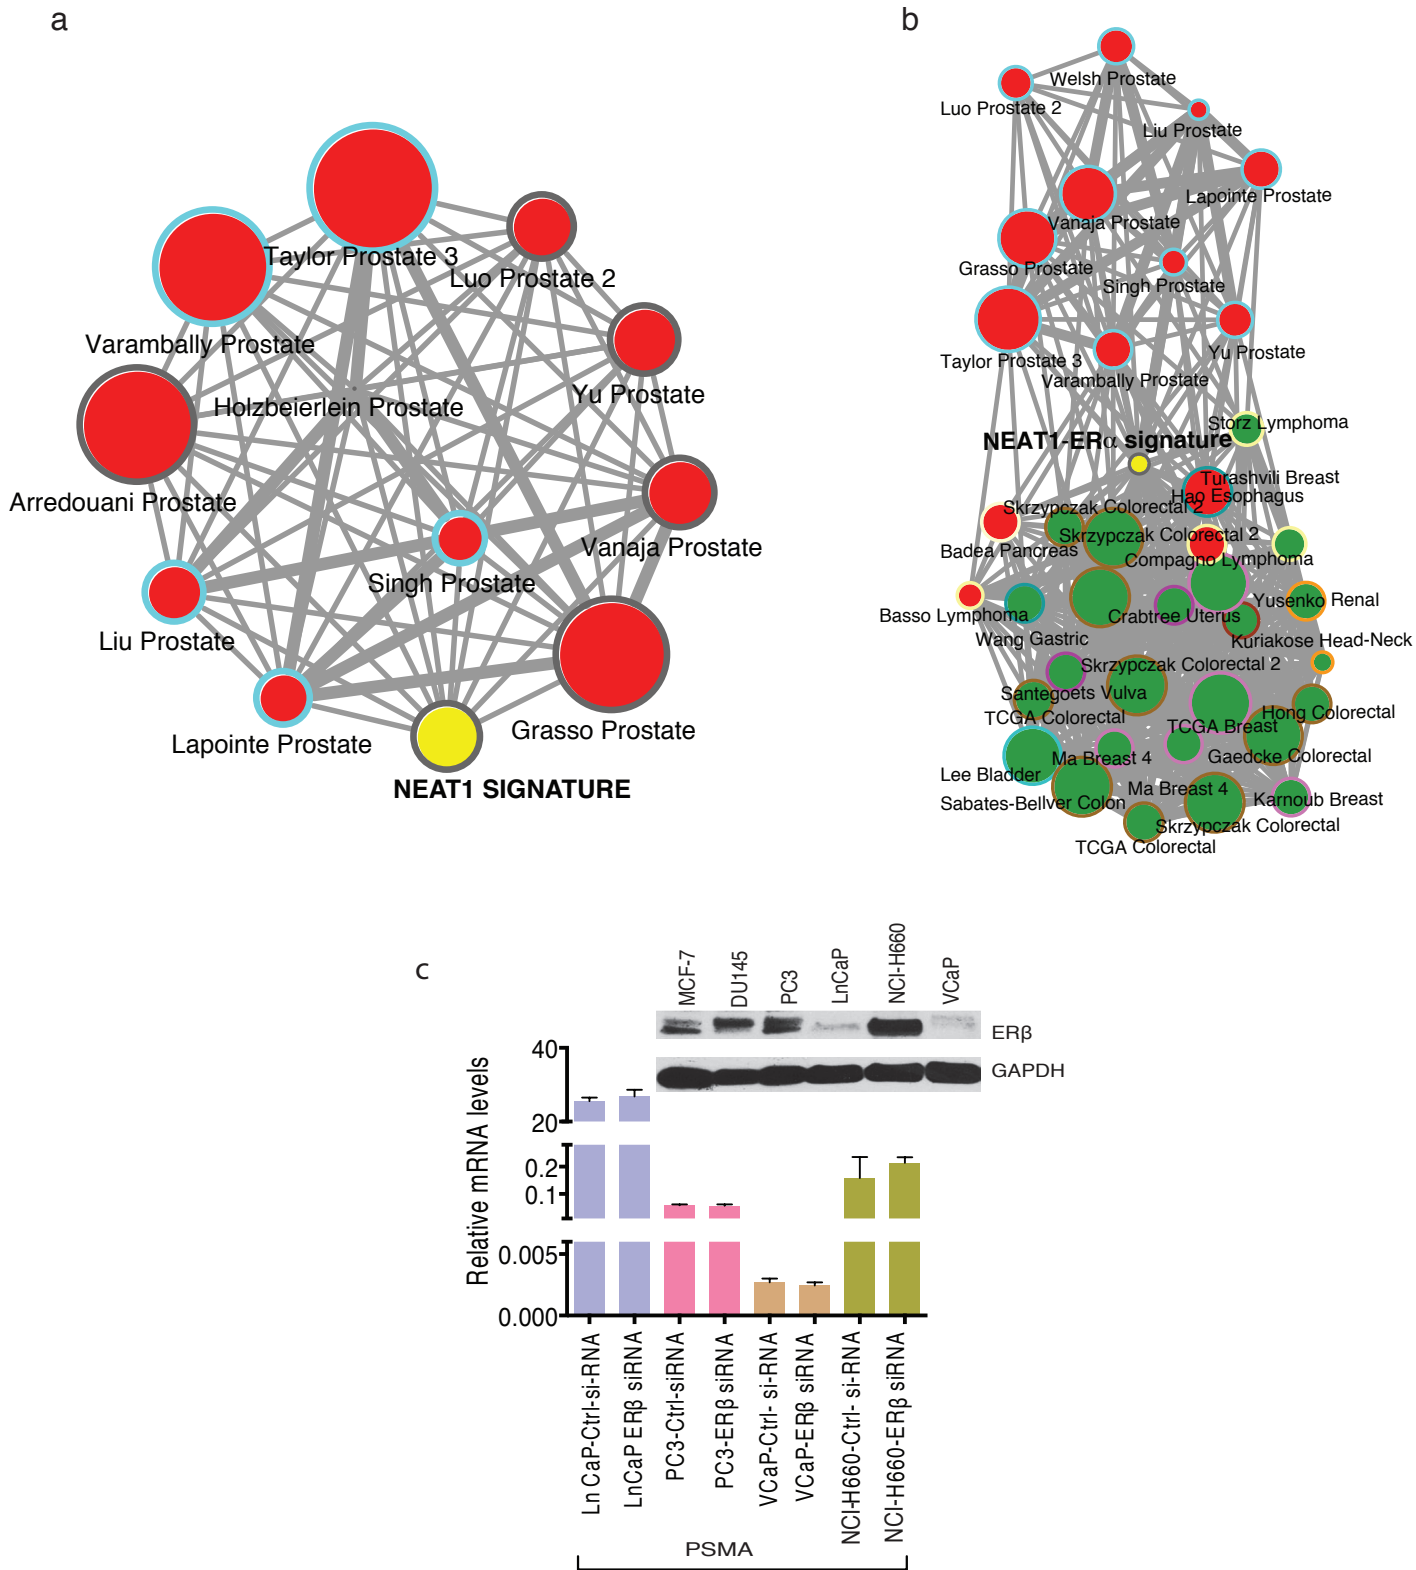 a
Taylor Prostate 3
Luo Prostate 2
Varambally Prostate
Yu Prostate
Holzbeierlein Prostate
Arredouani Prostate
Vanaja Prostate
Singh Prostate
Liu Prostate
Grasso Prostate
Lapointe Prostate
NEAT1 SIGNATURE
b
Welsh Prostate
Luo Prostate 2
Liu Prostate
Lapointe Prostate
Vanaja Prostate
Grasso Prostate
Singh Prostate
Yu Prostate
Taylor Prostate 3
Varambally Prostate
Storz Lymphoma
NEAT1-ERα signature
Turashvili Breast
Hao Esophagus
Skrzypczak Colorectal 2
Skrzypczak Colorectal 2
Badea Pancreas
Compagno Lymphoma
Yusenko Renal
Basso Lymphoma
Crabtree Uterus
Wang Gastric
Kuriakose Head-Neck
Skrzypczak Colorectal 2
Santegoets Vulva
Hong Colorectal
TCGA Colorectal
TCGA Breast
Ma Breast 4
Gaedcke Colorectal
Lee Bladder
Ma Breast 4
Sabates-Bellver Colon
Karnoub Breast
Skrzypczak Colorectal
TCGA Colorectal
c
MCF-7
DU145
PC3
LnCaP
NCI-H660
VCaP
ERβ
GAPDH
Relative mRNA levels
40
20
0.2
0.1
0.005
0.000
Ln CaP-Ctrl-si-RNA
LnCaP ERβ siRNA
PC3-Ctrl-siRNA
PC3-ERβ siRNA
VCaP-Ctrl- si-RNA
VCaP-ERβ siRNA
NCI-H660-Ctrl- si-RNA
NCI-H660-ERβ siRNA
PSMA